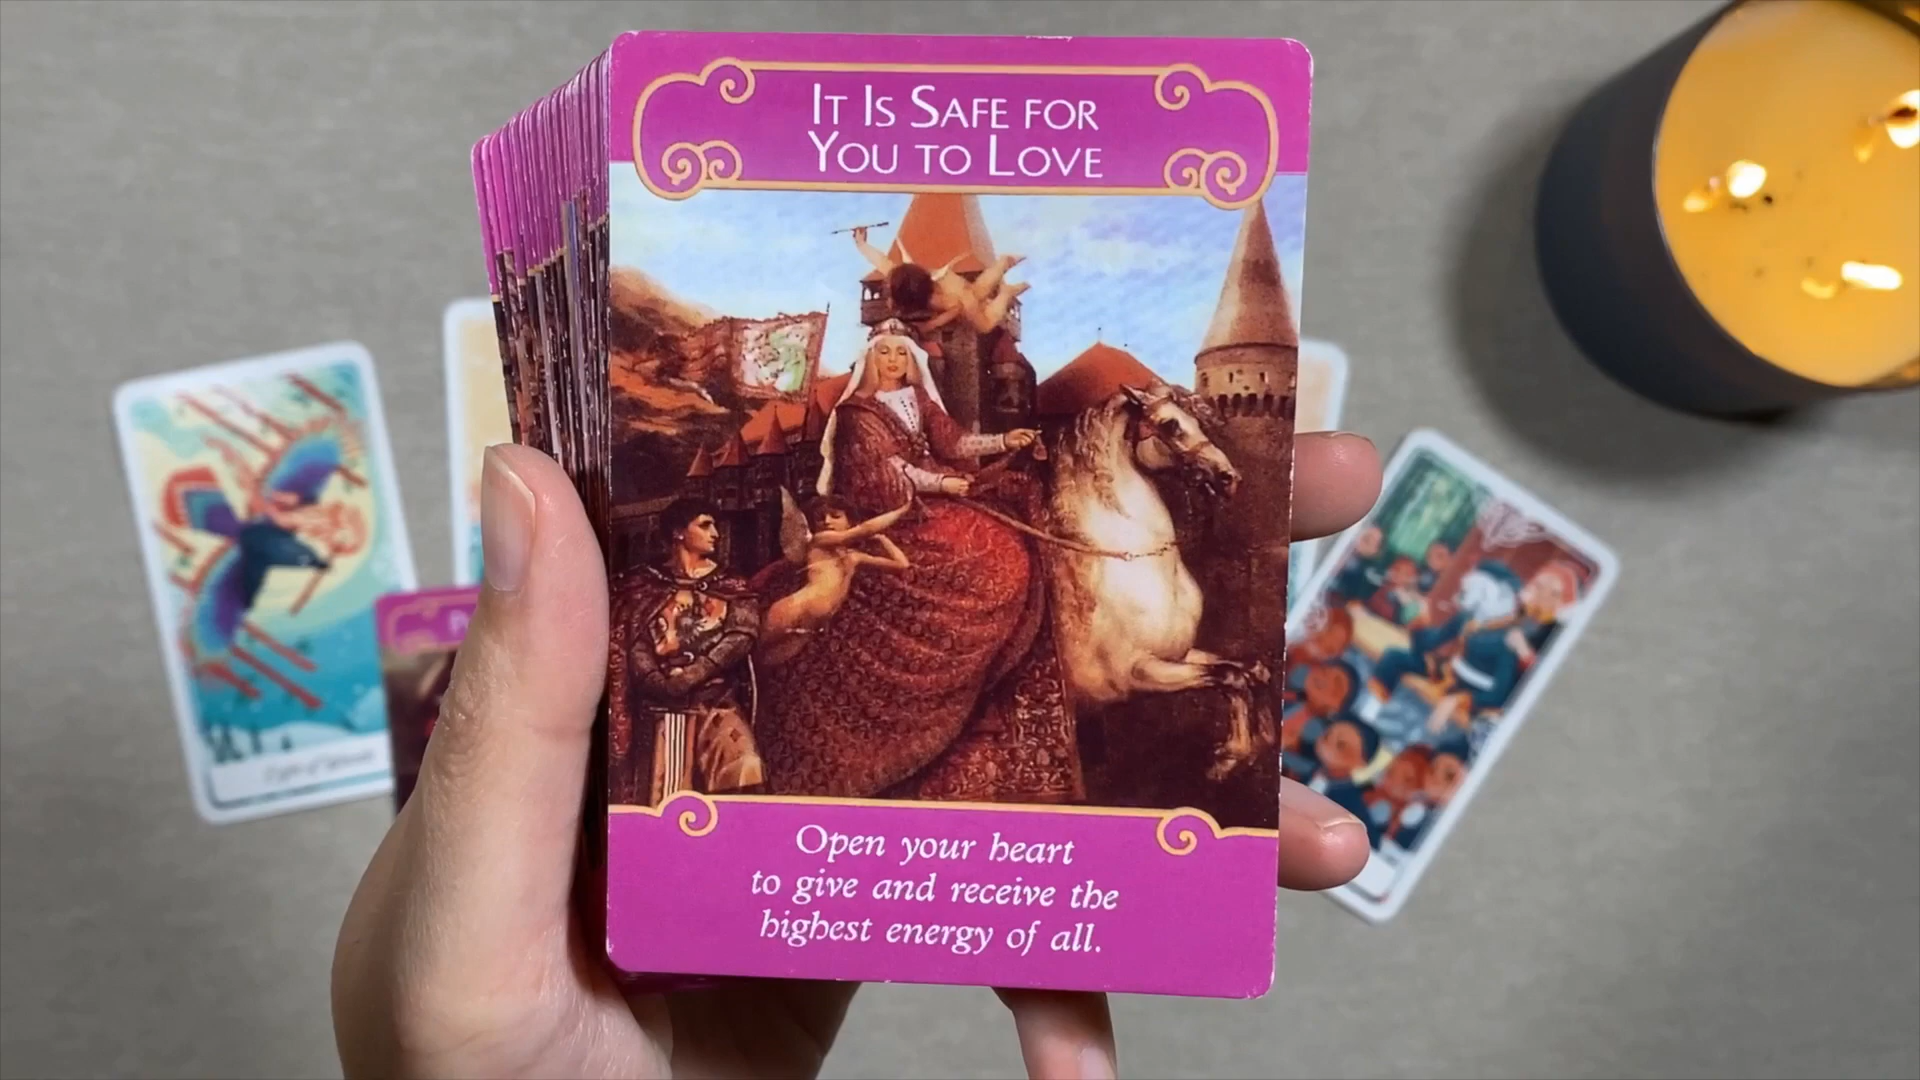 IT IS SAFE FOR
YOU TO LOVE
Open your heart
to give and receive the
highest energy of all.